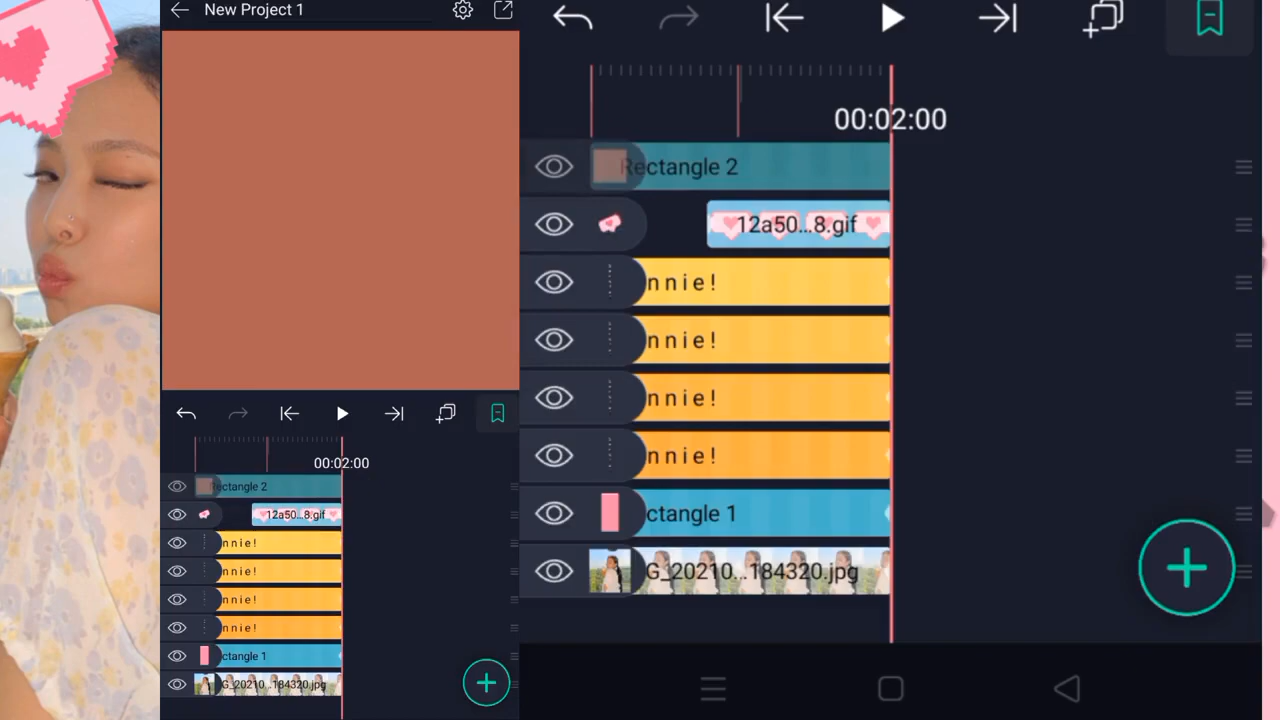 New Project 1
00:02:00
Rectangle 2
12a50...8.gif
nnie!
nnie!
nnie!
nnie!
ctangle 1
G_20210...184320.jpg
00:02:00
Rectangle 2
12a50...8.gif
nnie!
nnie!
nnie!
nnie!
ctangle 1
G_20210...184320.jpg